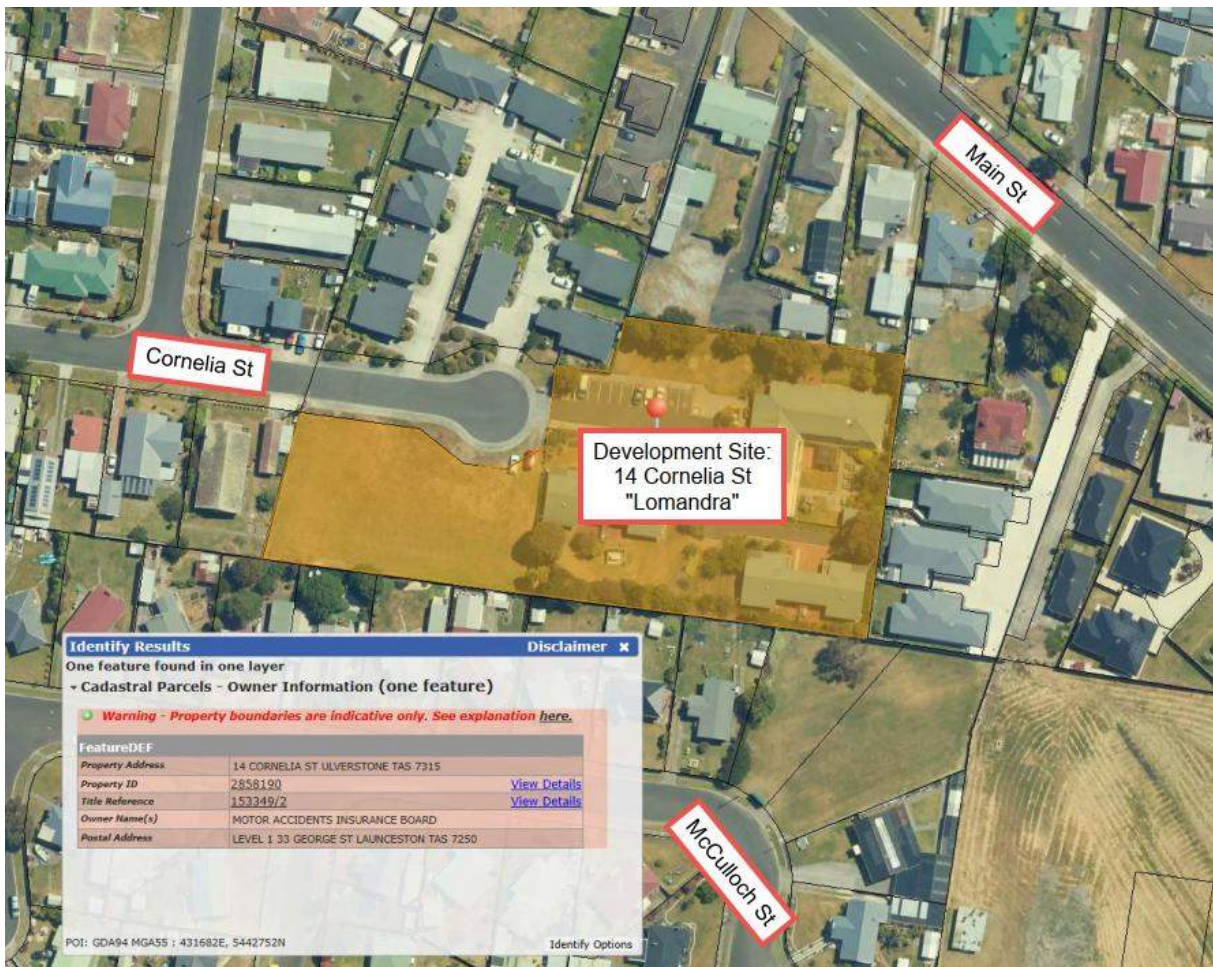 Main St
Cornelia St
Development Site:
14 Cornelia St
"Lomandra"
Identify Results Disclaimer ×
One feature found in one layer
Cadastral Parcels - Owner Information (one feature)
Warning - Property boundaries are indicative only. See explanation here.
FeatureDEF
Property Address 14 CORNELIA ST ULVERSTONE TAS 7315
Property ID 2858190 View Details
Title Reference 153349/2 View Details
Owner Name(s) MOTOR ACCIDENTS INSURANCE BOARD
Postal Address LEVEL 1 33 GEORGE ST LAUNCESTON TAS 7250
McCulloch St
POI: GDA94 MGA55 : 431682E, 5442752N Identify Options